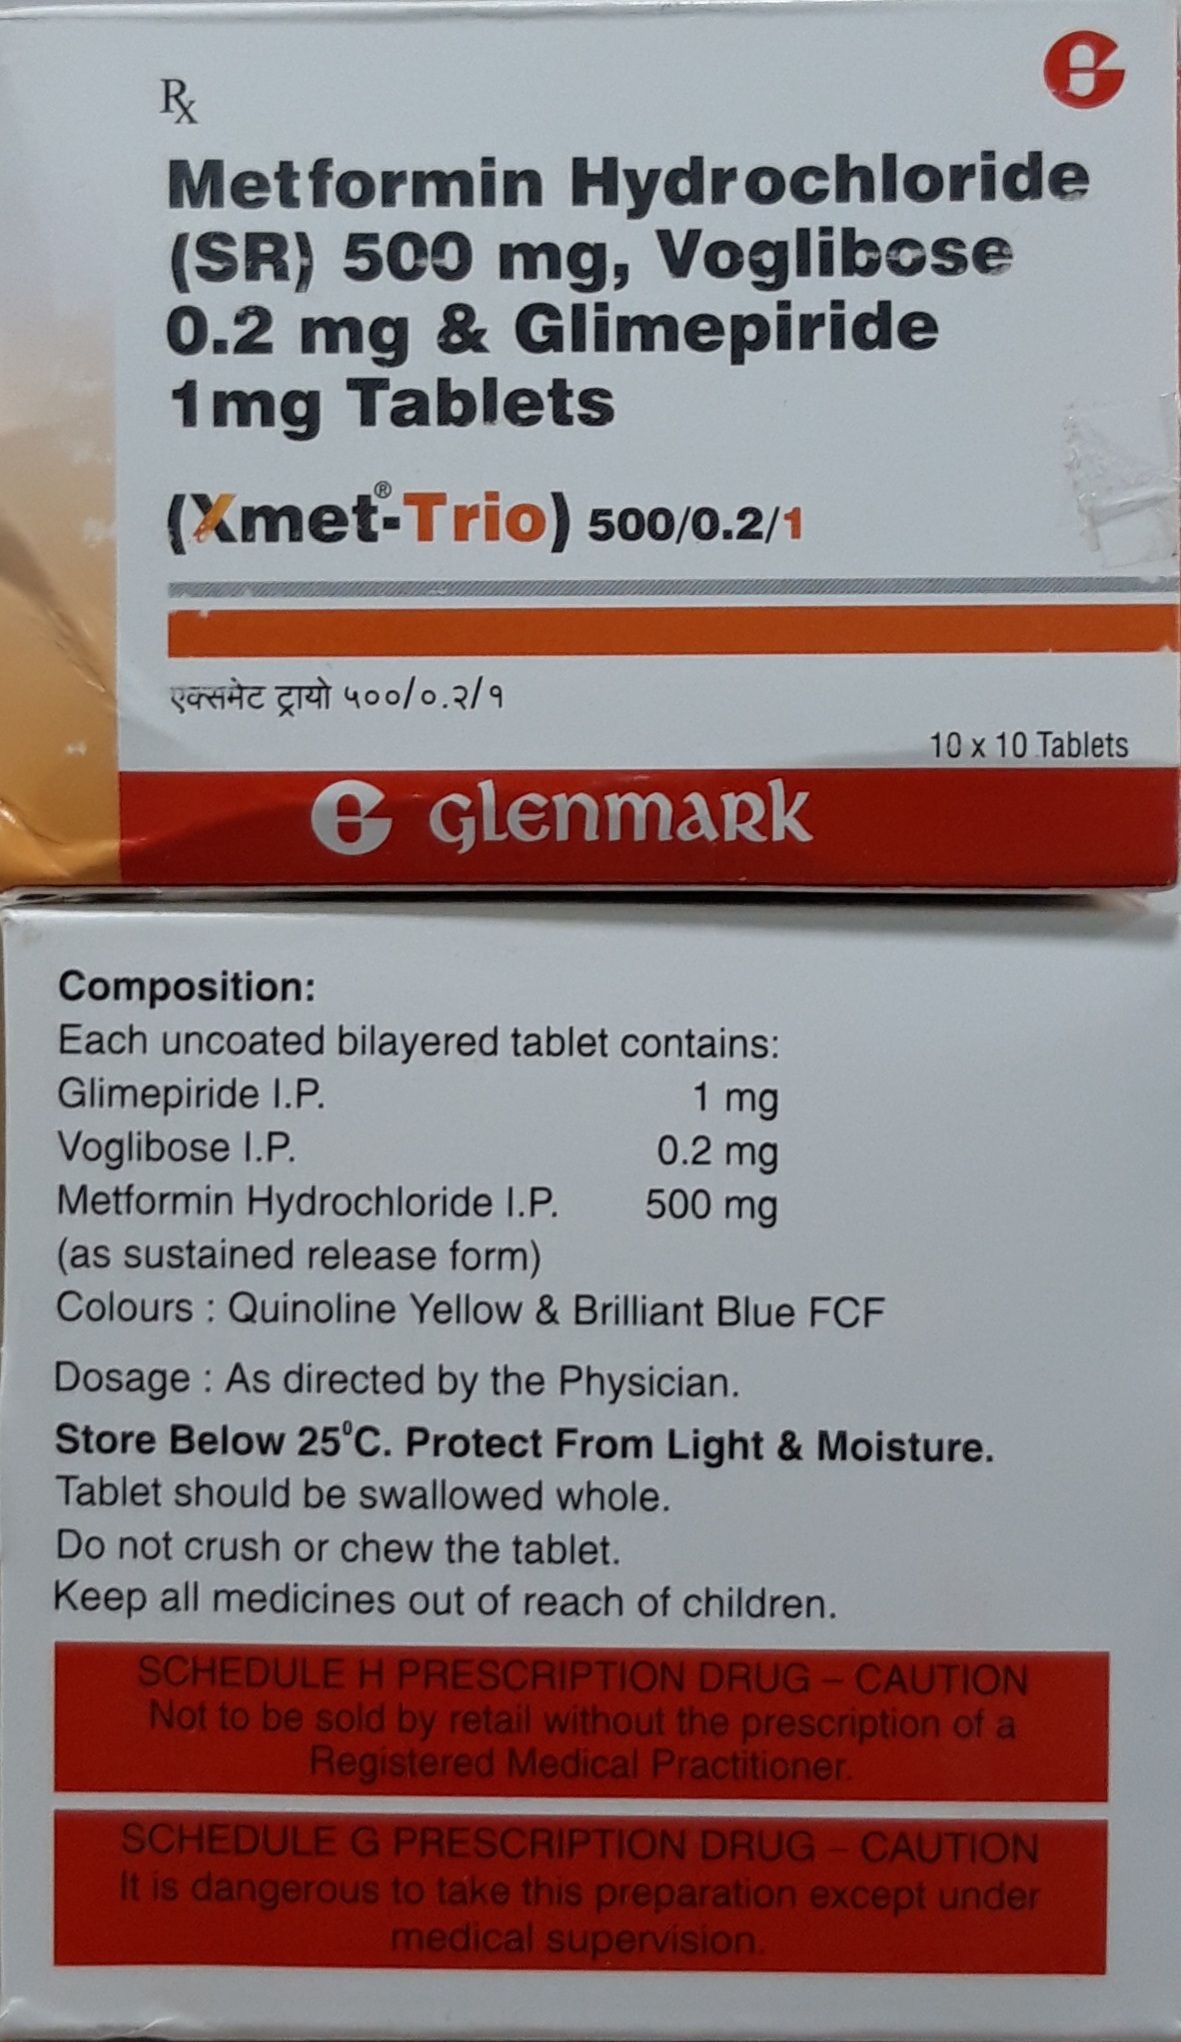 Rx
Metformin Hydrochloride
(SR) 500 mg, Voglibose
0.2 mg & Glimepiride
1mg Tablets
(Xmet®-Trio) 500/0.2/1
एक्समेट ट्रायो ५००/०.२/१
10 x 10 Tablets
G glenmark
Composition:
Each uncoated bilayered tablet contains:
Glimepiride I.P. 1 mg
Voglibose I.P. 0.2 mg
Metformin Hydrochloride I.P. 500 mg
(as sustained release form)
Colours : Quinoline Yellow & Brilliant Blue FCF
Dosage : As directed by the Physician.
Store Below 25⁰C. Protect From Light & Moisture.
Tablet should be swallowed whole.
Do not crush or chew the tablet.
Keep all medicines out of reach of children.
SCHEDULE H PRESCRIPTION DRUG – CAUTION
Not to be sold by retail without the prescription of a
Registered Medical Practitioner.
SCHEDULE G PRESCRIPTION DRUG – CAUTION
It is dangerous to take this preparation except under
medical supervision.